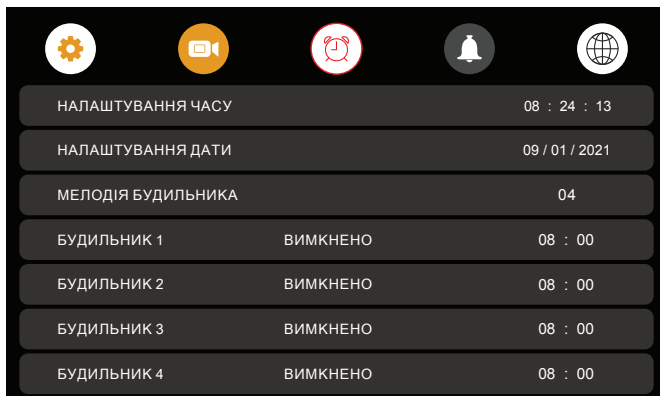 НАЛАШТУВАННЯ ЧАСУ 08 : 24 : 13
НАЛАШТУВАННЯ ДАТИ 09 / 01 / 2021
МЕЛОДІЯ БУДИЛЬНИКА 04
БУДИЛЬНИК 1 ВИМКНЕНО 08 : 00
БУДИЛЬНИК 2 ВИМКНЕНО 08 : 00
БУДИЛЬНИК 3 ВИМКНЕНО 08 : 00
БУДИЛЬНИК 4 ВИМКНЕНО 08 : 00